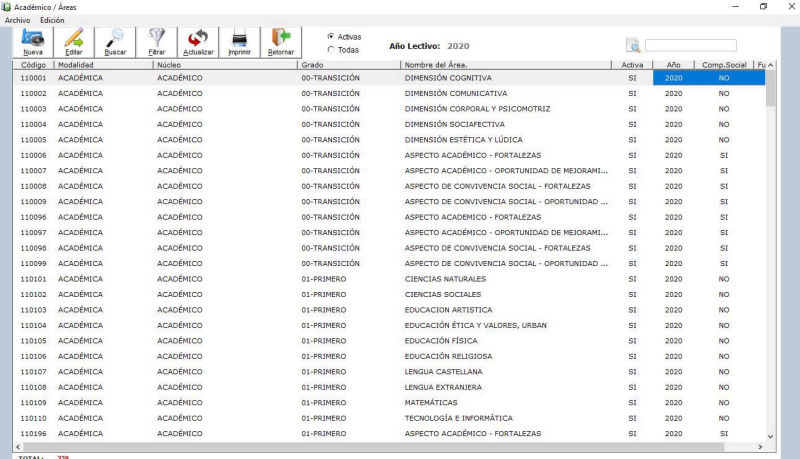 Académico / Áreas
Archivo Edición
Nueva Editar Buscar Filtrar Actualizar Imprimir Retornar
Activas
Todas
Año Lectivo: 2020
Código Modalidad Núcleo Grado Nombre del Área. Activa Año Comp.Social Fu
110001 ACADÉMICA ACADÉMICO 00-TRANSICIÓN DIMENSIÓN COGNITIVA SI 2020 NO
110002 ACADÉMICA ACADÉMICO 00-TRANSICIÓN DIMENSIÓN COMUNICATIVA SI 2020 NO
110003 ACADÉMICA ACADÉMICO 00-TRANSICIÓN DIMENSIÓN CORPORAL Y PSICOMOTRIZ SI 2020 NO
110004 ACADÉMICA ACADÉMICO 00-TRANSICIÓN DIMENSIÓN SOCIAFECTIVA SI 2020 NO
110005 ACADÉMICA ACADÉMICO 00-TRANSICIÓN DIMENSIÓN ESTÉTICA Y LÚDICA SI 2020 NO
110006 ACADÉMICA ACADÉMICO 00-TRANSICIÓN ASPECTO ACADÉMICO - FORTALEZAS SI 2020 SI
110007 ACADÉMICA ACADÉMICO 00-TRANSICIÓN ASPECTO ACADÉMICO - OPORTUNIDAD DE MEJORAMI... SI 2020 SI
110008 ACADÉMICA ACADÉMICO 00-TRANSICIÓN ASPECTO DE CONVIVENCIA SOCIAL - FORTALEZAS SI 2020 SI
110009 ACADÉMICA ACADÉMICO 00-TRANSICIÓN ASPECTO DE CONVIVENCIA SOCIAL - OPORTUNIDAD ... SI 2020 SI
110096 ACADÉMICA ACADÉMICO 00-TRANSICIÓN ASPECTO ACADEMICO - FORTALEZAS SI 2020 SI
110097 ACADÉMICA ACADÉMICO 00-TRANSICIÓN ASPECTO ACADÉMICO - OPORTUNIDAD DE MEJORAMI... SI 2020 SI
110098 ACADÉMICA ACADÉMICO 00-TRANSICIÓN ASPECTO DE CONVIVENCIA SOCIAL - FORTALEZAS SI 2020 SI
110099 ACADÉMICA ACADÉMICO 00-TRANSICIÓN ASPECTO DE CONVIVENCIA SOCIAL - OPORTUNIDAD ... SI 2020 SI
110101 ACADÉMICA ACADÉMICO 01-PRIMERO CIENCIAS NATURALES SI 2020 NO
110102 ACADÉMICA ACADÉMICO 01-PRIMERO CIENCIAS SOCIALES SI 2020 NO
110103 ACADÉMICA ACADÉMICO 01-PRIMERO EDUCACION ARTISTICA SI 2020 NO
110104 ACADÉMICA ACADÉMICO 01-PRIMERO EDUCACIÓN ÉTICA Y VALORES, URBAN SI 2020 NO
110105 ACADÉMICA ACADÉMICO 01-PRIMERO EDUCACIÓN FÍSICA SI 2020 NO
110106 ACADÉMICA ACADÉMICO 01-PRIMERO EDUCACIÓN RELIGIOSA SI 2020 NO
110107 ACADÉMICA ACADÉMICO 01-PRIMERO LENGUA CASTELLANA SI 2020 NO
110108 ACADÉMICA ACADÉMICO 01-PRIMERO LENGUA EXTRANJERA SI 2020 NO
110109 ACADÉMICA ACADÉMICO 01-PRIMERO MATEMÁTICAS SI 2020 NO
110110 ACADÉMICA ACADÉMICO 01-PRIMERO TECNOLOGÍA E INFORMÁTICA SI 2020 NO
110196 ACADÉMICA ACADÉMICO 01-PRIMERO ASPECTO ACADÉMICO - FORTALEZAS SI 2020 SI
TOTAL: